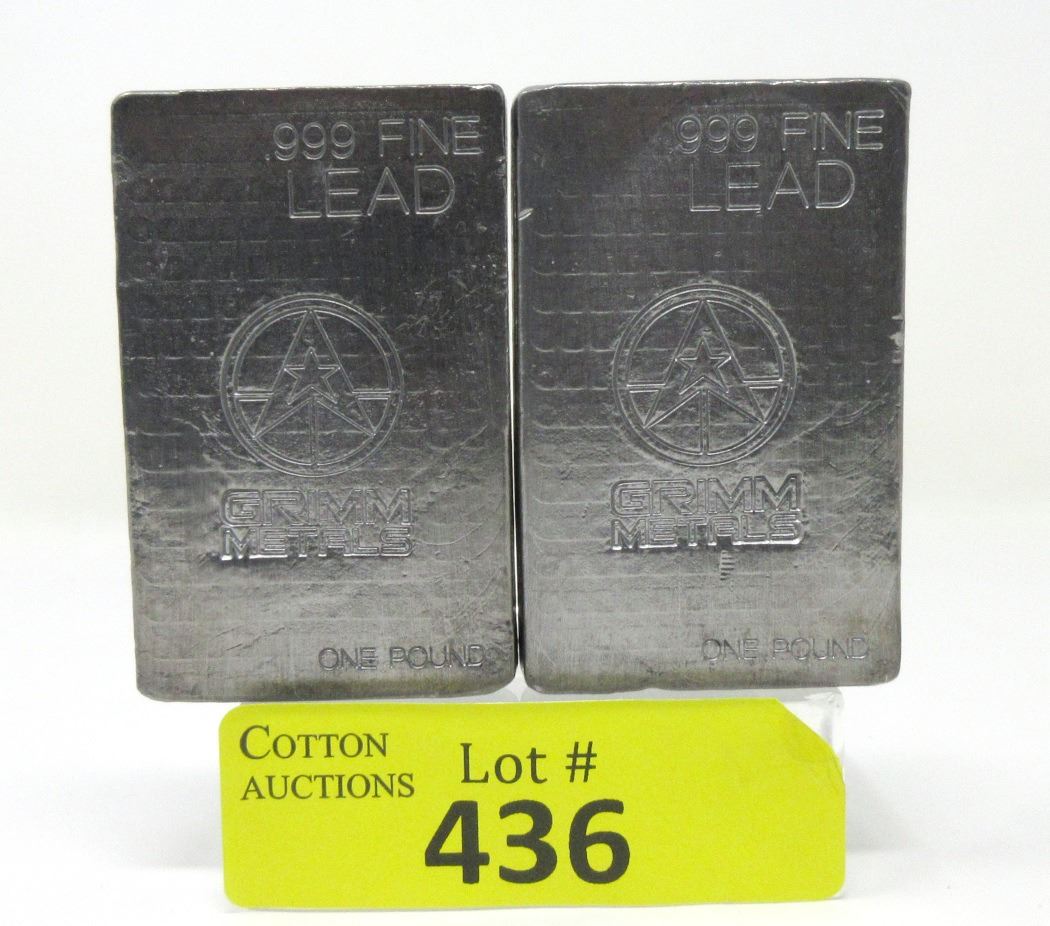 .999 FINE
LEAD
GRIMM
METALS
ONE POUND
.999 FINE
LEAD
GRIMM
METALS
ONE POUND
COTTON
AUCTIONS
Lot #
436